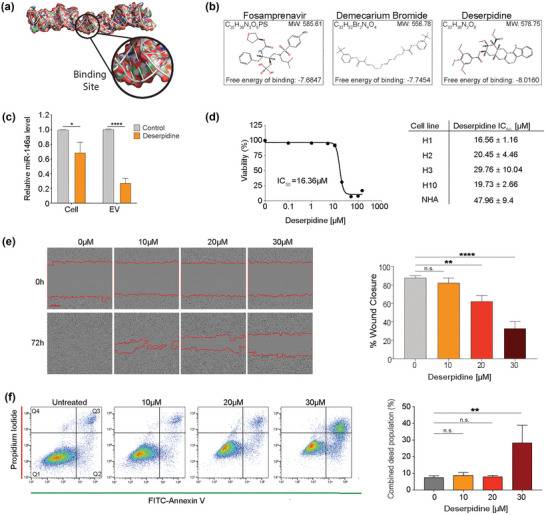 (a)
Binding
Site
(b)
Fosamprenavir
Demecarium Bromide
Deserpidine
MW: 585.61
MW: 556.78
MW: 578.75
Free energy of binding: -7.6847
Free energy of binding: -7.7454
Free energy of binding: -8.0160
(c)
Relative miR-146a level
1.2
1.0
0.8
0.6
0.4
0.2
0
*
****
Control
Deserpidine
Cell
EV
(d)
Viability (%)
150
100
50
0
IC50 =16.36µM
0
0.1
1
10
100
1000
Deserpidine [µM]
Cell line Deserpidine IC50 [µM]
H1 16.56 ± 1.16
H2 20.45 ± 4.46
H3 29.76 ± 10.04
H10 19.73 ± 2.66
NHA 47.96 ± 9.4
(e)
0µM 10µM 20µM 30µM
0h
72h
% Wound Closure
100
80
60
40
20
0
****
**
n.s.
0 10 20 30
Deserpidine [µM]
(f)
Untreated 10µM 20µM 30µM
Propidium Iodide
Q4
Q3
Q1
Q2
FITC-Annexin V
Combined dead population (%)
50
40
30
20
10
0
**
n.s.
n.s.
0 10 20 30
Deserpidine [µM]